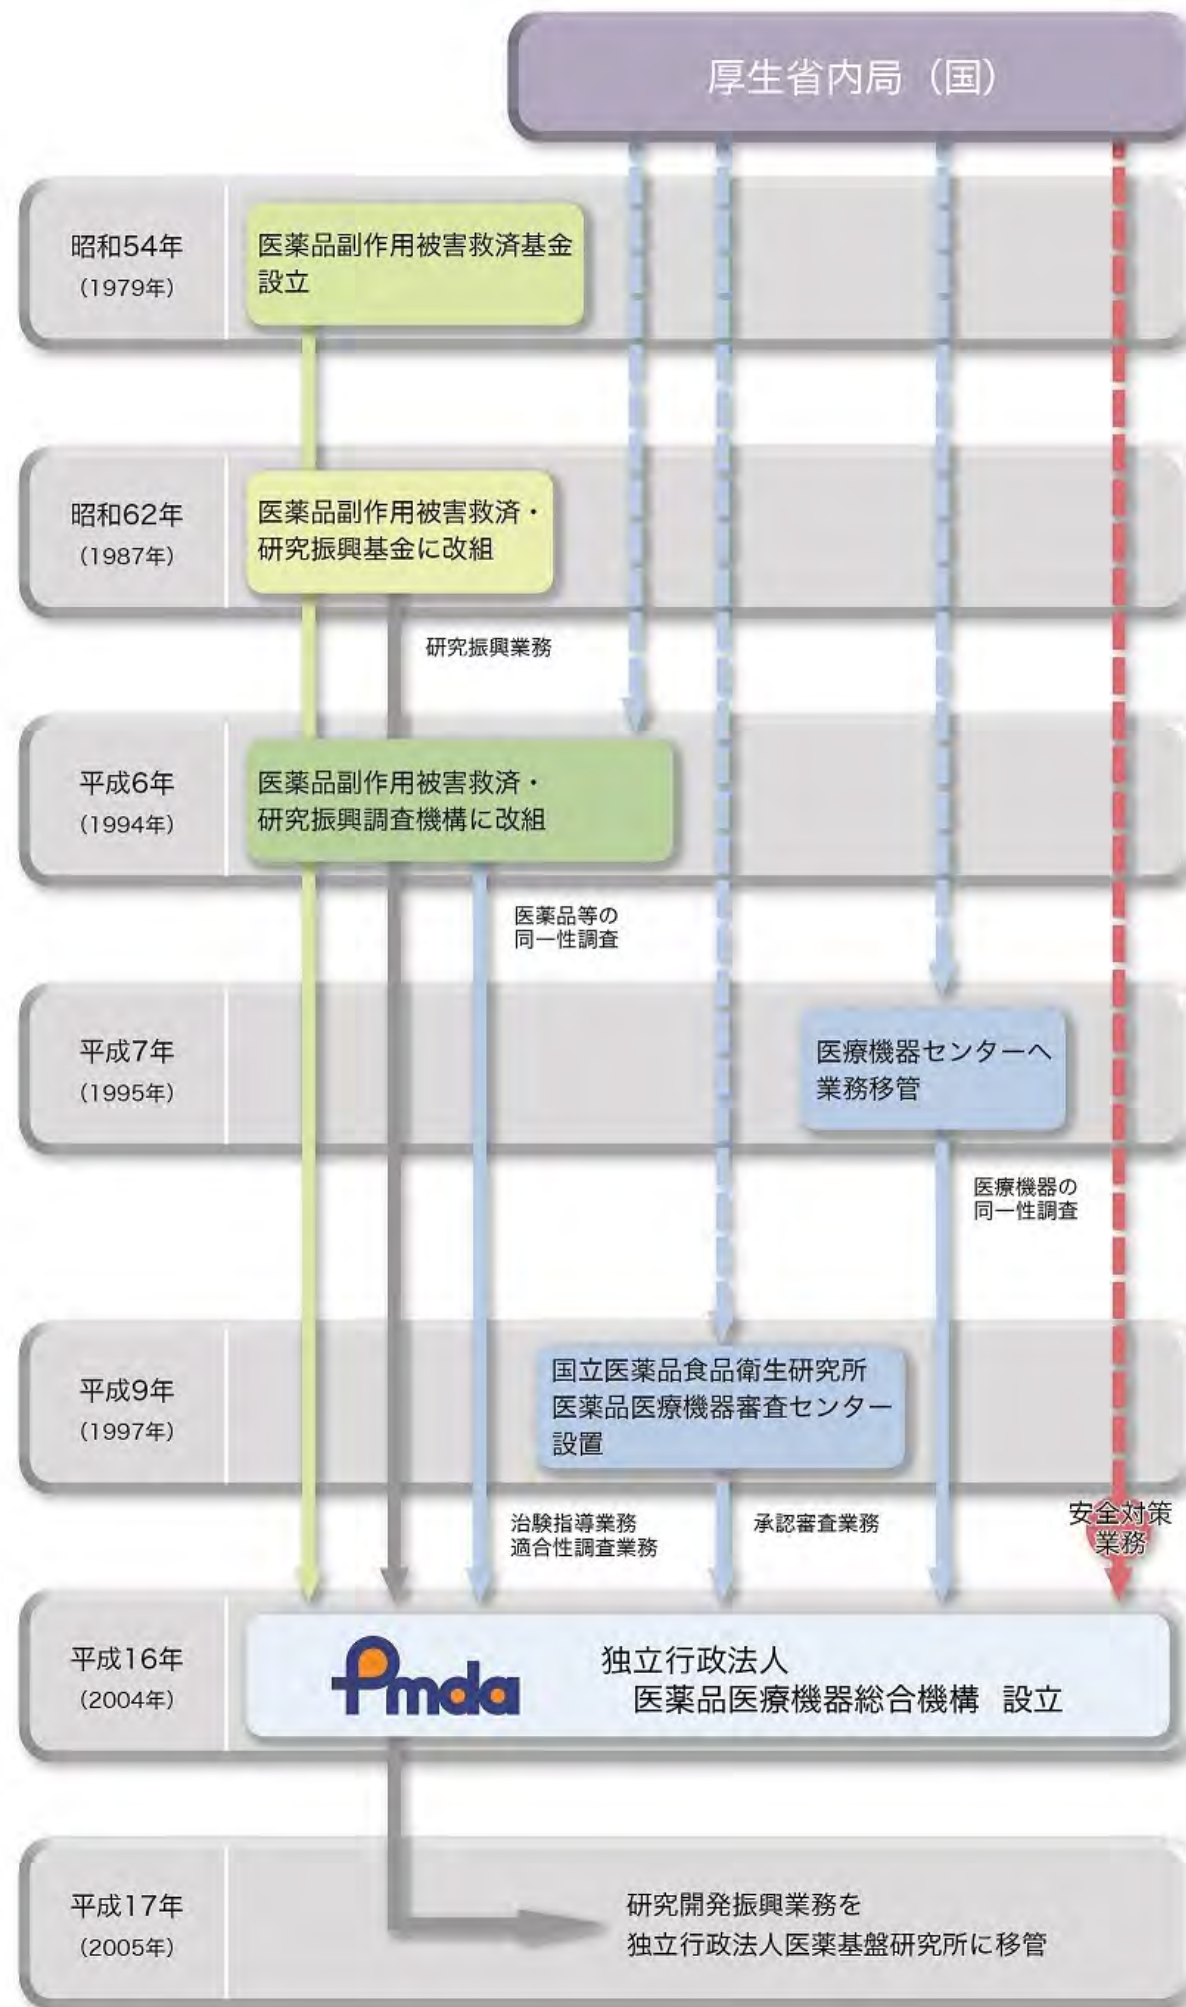 厚生省内局（国）
昭和54年
（1979年）
医薬品副作用被害救済基金
設立
昭和62年
（1987年）
医薬品副作用被害救済・
研究振興基金に改組
研究振興業務
平成6年
（1994年）
医薬品副作用被害救済・
研究振興調査機構に改組
医薬品等の
同一性調査
平成7年
（1995年）
医療機器センターへ
業務移管
医療機器の
同一性調査
平成9年
（1997年）
国立医薬品食品衛生研究所
医薬品医療機器審査センター
設置
治験指導業務
適合性調査業務
承認審査業務
安全対策
業務
平成16年
（2004年）
Pmda
独立行政法人
医薬品医療機器総合機構 設立
平成17年
（2005年）
研究開発振興業務を
独立行政法人医薬基盤研究所に移管